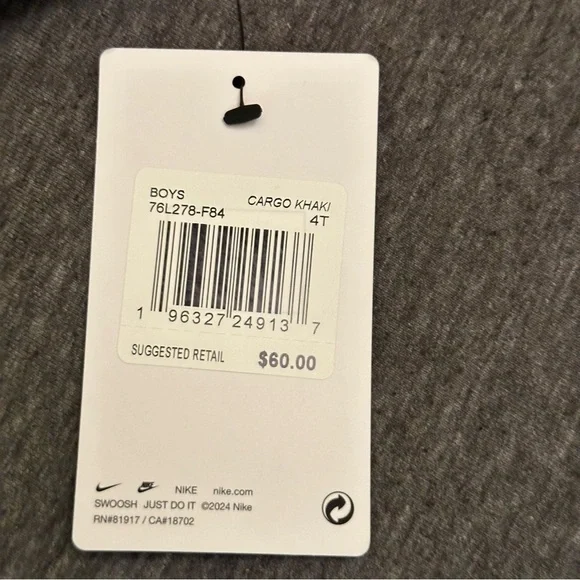 BOYS CARGO KHAKI
76L278-F84 4T
1 96327 24913 7
SUGGESTED RETAIL $60.00
NIKE nike.com
SWOOSH JUST DO IT ©2024 Nike
RN#81917 / CA#18702